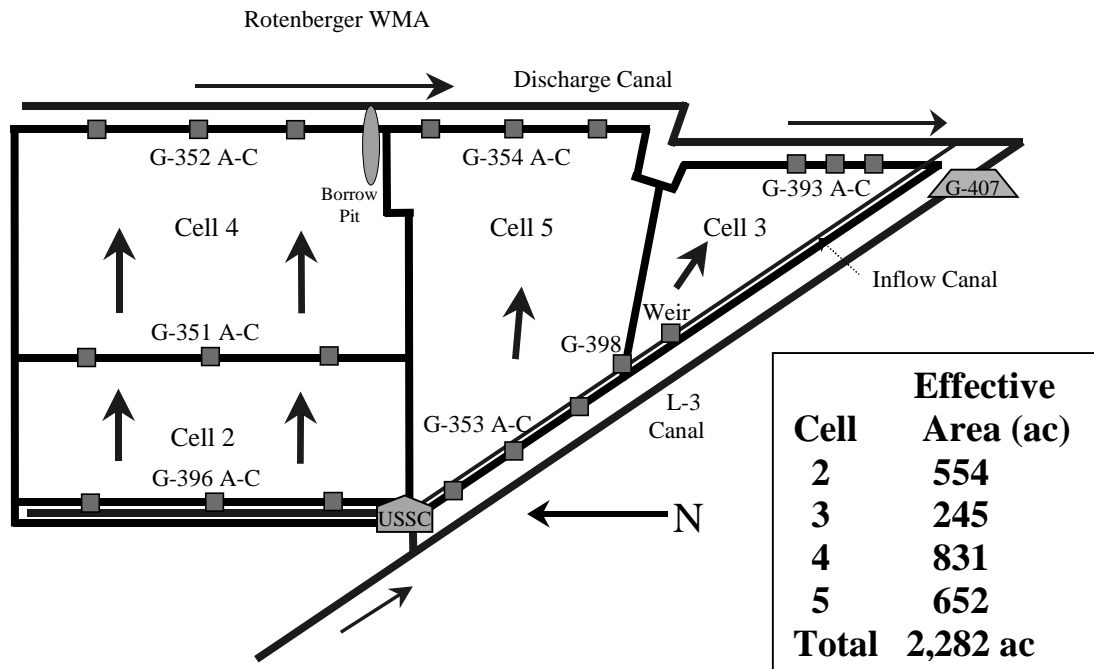 Rotenberger WMA
Discharge Canal
G-352 A-C
G-354 A-C
G-393 A-C
G-407
Borrow
Pit
Cell 4
Cell 5
Cell 3
Inflow Canal
Weir
G-351 A-C
G-398
L-3
Canal
G-353 A-C
Cell 2
G-396 A-C
USSC
N
Effective
Cell Area (ac)
2 554
3 245
4 831
5 652
Total 2,282 ac